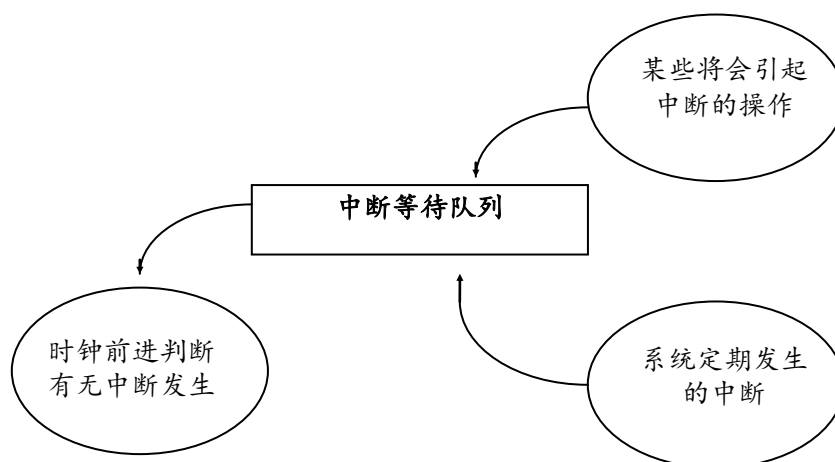 某些将会引起
中断的操作
中断等待队列
时钟前进判断
有无中断发生
系统定期发生
的中断